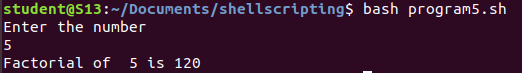 student@S13:~/Documents/shellscripting$ bash program5.sh
Enter the number
5
Factorial of  5 is 120